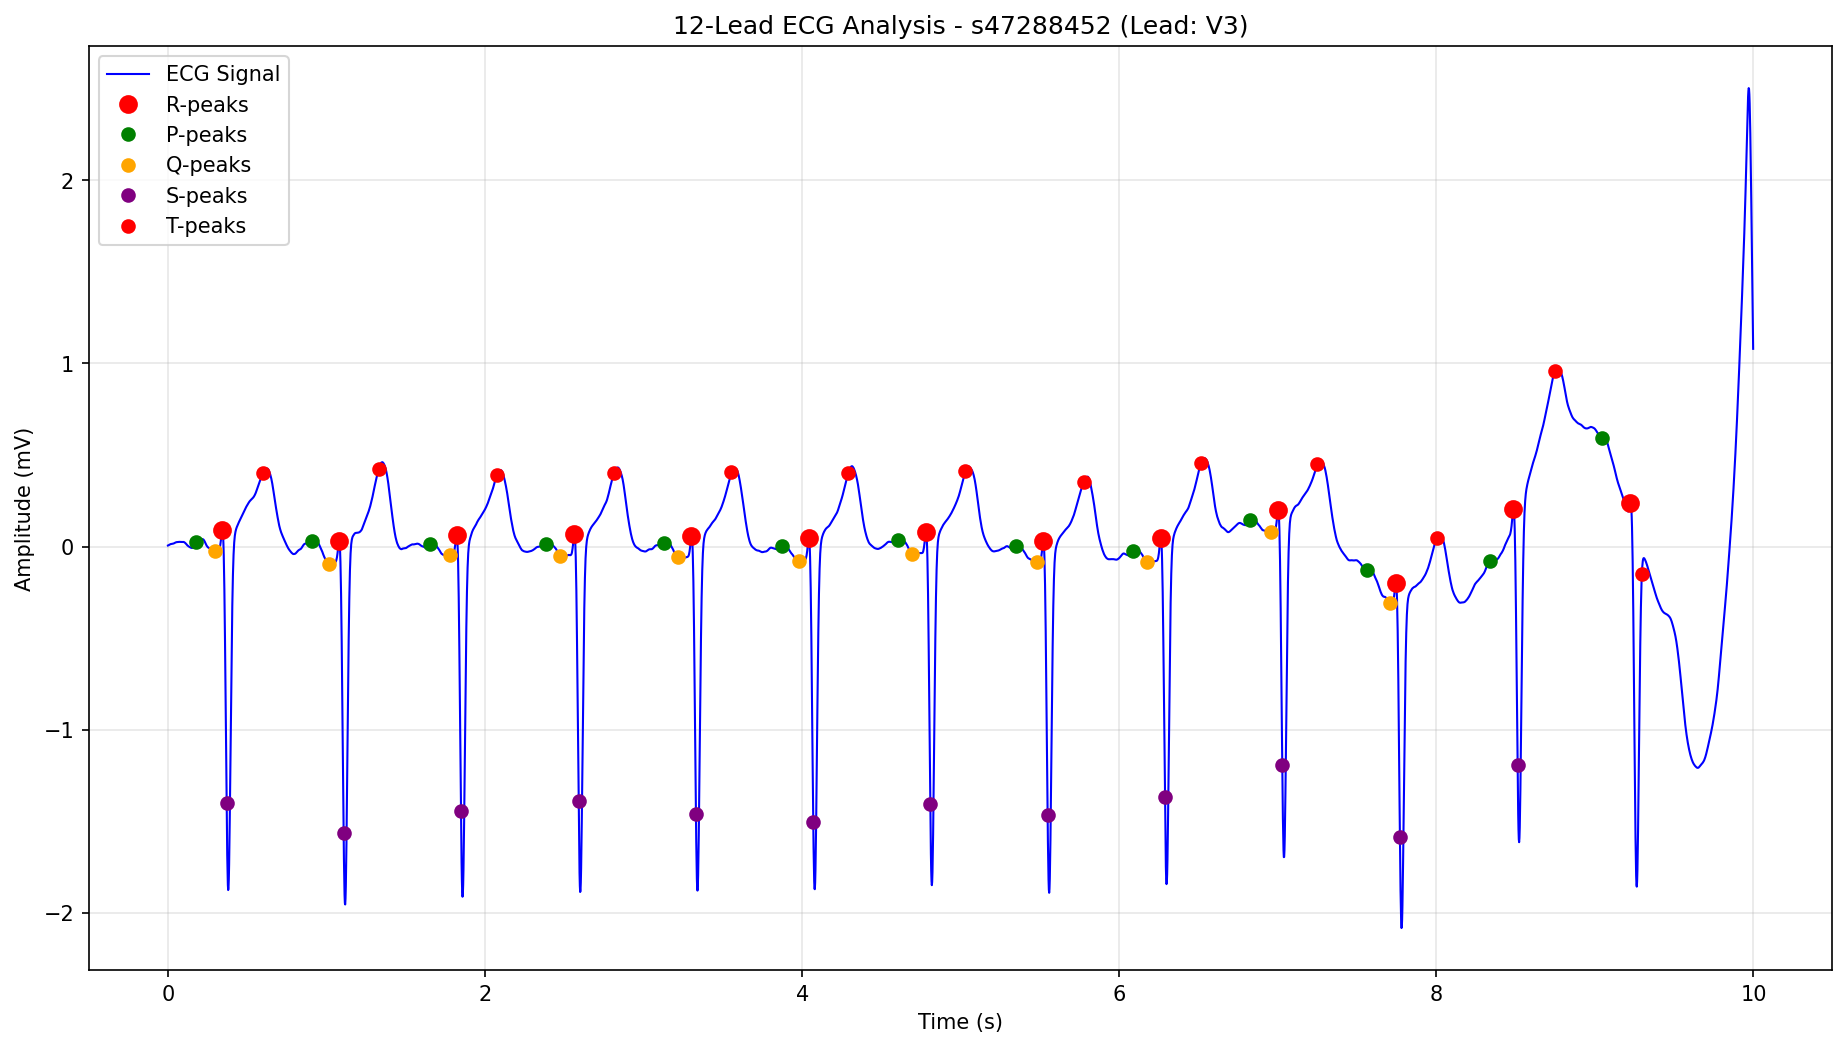 12-Lead ECG Analysis - s47288452 (Lead: V3)
ECG Signal
R-peaks
P-peaks
Q-peaks
S-peaks
T-peaks
Amplitude (mV)
2
1
0
−1
−2
0
2
4
6
8
10
Time (s)